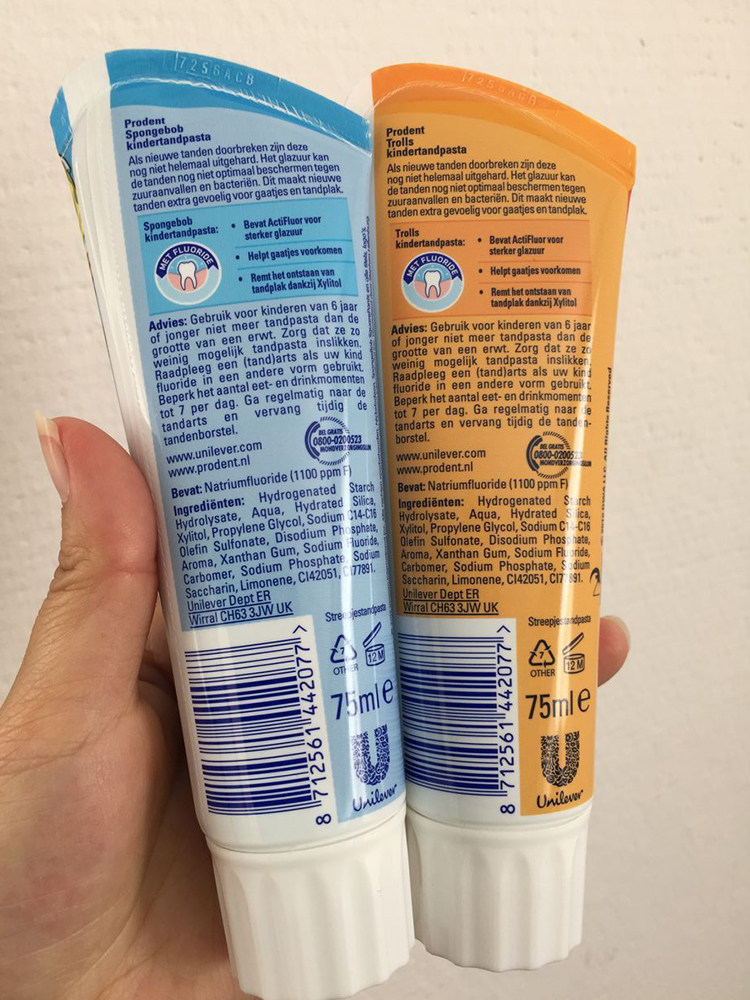 7256ACB
Prodent
Spongebob
kindertandpasta
Als nieuwe tanden doorbreken zijn deze
nog niet helemaal uitgehard. Het glazuur kan
de tanden nog niet optimaal beschermen tegen
zuuraanvallen en bacteriën. Dit maakt nieuwe
tanden extra gevoelig voor gaatjes en tandplak.
Spongebob
kindertandpasta:
MET FLUORIDE
• Bevat ActiFluor voor
sterker glazuur
• Helpt gaatjes voorkomen
• Remt het ontstaan van
tandplak dankzij Xylitol
Advies: Gebruik voor kinderen van 6 jaar
of jonger niet meer tandpasta dan de
grootte van een erwt. Zorg dat ze zo
weinig mogelijk tandpasta inslikken.
Raadpleeg een (tand)arts als uw kind
fluoride in een andere vorm gebruikt.
Beperk het aantal eet- en drinkmomenten
tot 7 per dag. Ga regelmatig naar de
tandarts en vervang tijdig de
tandenborstel.
www.unilever.com
www.prodent.nl
BEL GRATIS
0800-0200523
MONDVERZORGINGSLIJN
Bevat: Natriumfluoride (1100 ppm F)
Ingrediënten: Hydrogenated Starch
Hydrolysate, Aqua, Hydrated Silica,
Xylitol, Propylene Glycol, Sodium C14-C16
Olefin Sulfonate, Disodium Phosphate,
Aroma, Xanthan Gum, Sodium Fluoride,
Carbomer, Sodium Phosphate, Sodium
Saccharin, Limonene, CI42051, CI77891.
Unilever Dept ER
Wirral CH63 3JW UK
Streepjestandpasta
7
OTHER
12 M
75ml e
Unilever
8 712561 442077 >
Prodent
Trolls
kindertandpasta
Als nieuwe tanden doorbreken zijn deze
nog niet helemaal uitgehard. Het glazuur kan
de tanden nog niet optimaal beschermen tegen
zuuraanvallen en bacteriën. Dit maakt nieuwe
tanden extra gevoelig voor gaatjes en tandplak.
Trolls
kindertandpasta:
MET FLUORIDE
• Bevat ActiFluor voor
sterker glazuur
• Helpt gaatjes voorkomen
• Remt het ontstaan van
tandplak dankzij Xylitol
Advies: Gebruik voor kinderen van 6 jaar
of jonger niet meer tandpasta dan de
grootte van een erwt. Zorg dat ze zo
weinig mogelijk tandpasta inslikken.
Raadpleeg een (tand)arts als uw kind
fluoride in een andere vorm gebruikt.
Beperk het aantal eet- en drinkmomenten
tot 7 per dag. Ga regelmatig naar de
tandarts en vervang tijdig de tanden-
borstel.
www.unilever.com
www.prodent.nl
BEL GRATIS
0800-0200523
MONDVERZORGINGSLIJN
Bevat: Natriumfluoride (1100 ppm F)
Ingrediënten: Hydrogenated Starch
Hydrolysate, Aqua, Hydrated Silica,
Xylitol, Propylene Glycol, Sodium C14-C16
Olefin Sulfonate, Disodium Phosphate,
Aroma, Xanthan Gum, Sodium Fluoride,
Carbomer, Sodium Phosphate, Sodium
Saccharin, Limonene, CI42051, CI77891.
Unilever Dept ER
Wirral CH63 3JW UK
Streepjestandpasta
7
OTHER
12 M
75ml e
Unilever
8 712561 442077 >
All Rights Reserved